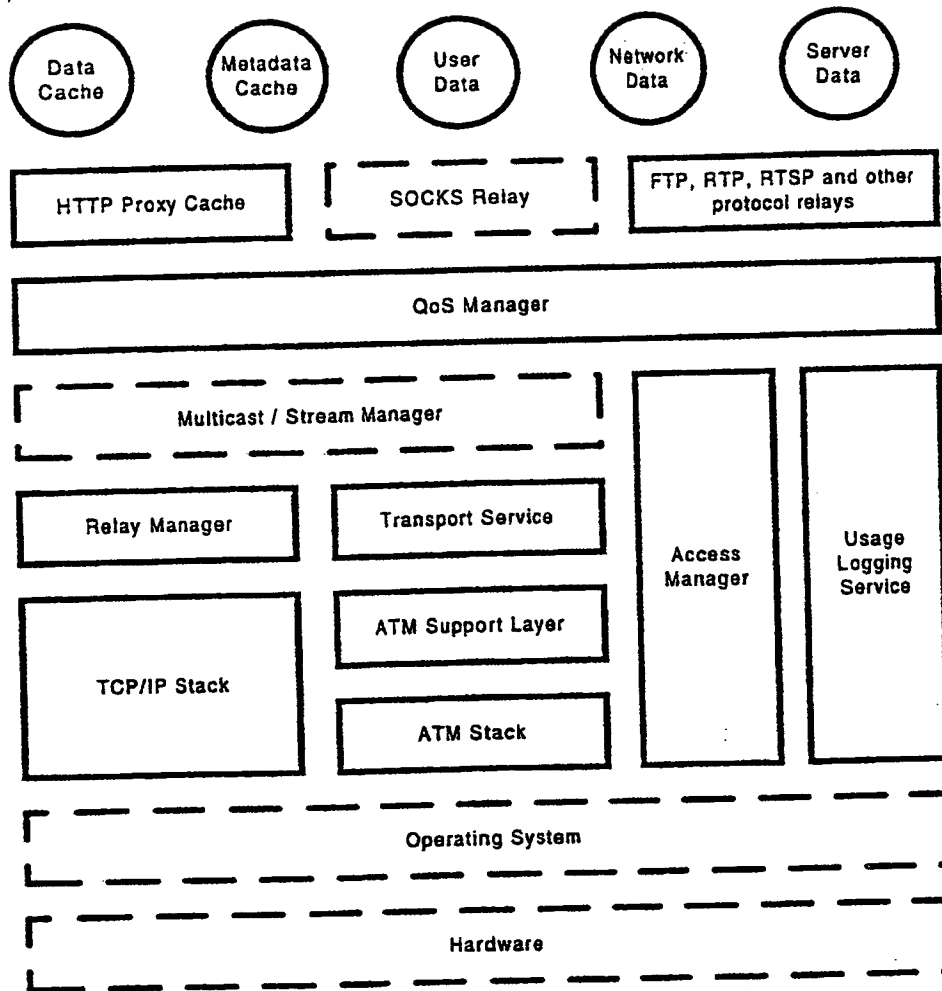 Data
Cache
Metadata
Cache
User
Data
Network
Data
Server
Data
HTTP Proxy Cache
SOCKS Relay
FTP, RTP, RTSP and other
protocol relays
QoS Manager
Multicast / Stream Manager
Relay Manager
Transport Service
Access
Manager
Usage
Logging
Service
TCP/IP Stack
ATM Support Layer
ATM Stack
Operating System
Hardware